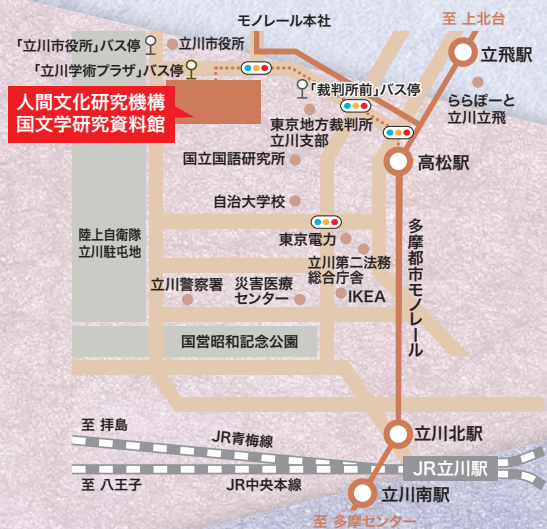 至 上北台
モノレール本社
「立川市役所」バス停
立川市役所
立飛駅
「立川学術プラザ」バス停
「裁判所前」バス停
ららぽーと
立川立飛
人間文化研究機構
国文学研究資料館
東京地方裁判所
立川支部
国立国語研究所
高松駅
自治大学校
多摩都市モノレール
陸上自衛隊
立川駐屯地
東京電力
立川第二法務
総合庁舎
立川警察署
災害医療
センター
IKEA
国営昭和記念公園
至 拝島
JR青梅線
立川北駅
JR立川駅
至 八王子
JR中央本線
立川南駅
至 多摩センター